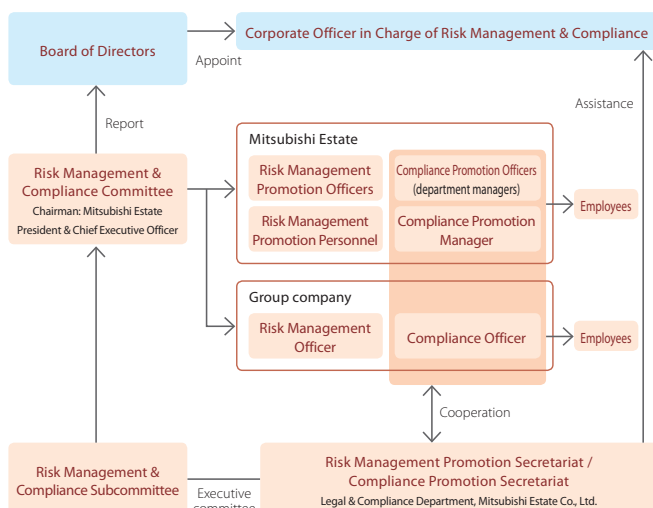 Board of Directors
Appoint
Corporate Officer in Charge of Risk Management & Compliance
Report
Assistance
Mitsubishi Estate
Risk Management &
Compliance Committee
Chairman: Mitsubishi Estate
President & Chief Executive Officer
Risk Management
Promotion Officers
Compliance Promotion Officers
(department managers)
Risk Management
Promotion Personnel
Compliance Promotion
Manager
Employees
Group company
Risk Management
Officer
Compliance Officer
Employees
Cooperation
Risk Management &
Compliance Subcommittee
Executive
committee
Risk Management Promotion Secretariat /
Compliance Promotion Secretariat
Legal & Compliance Department, Mitsubishi Estate Co., Ltd.